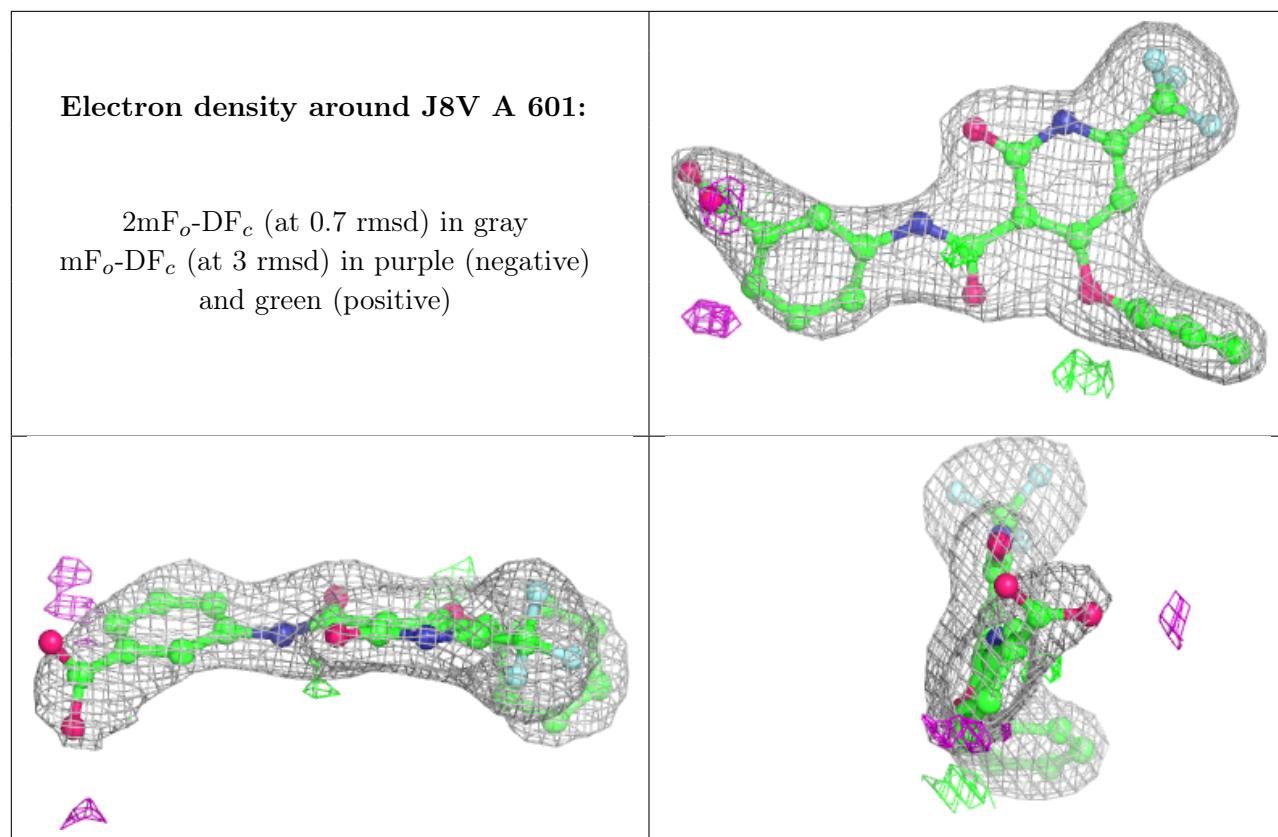 Electron density around J8V A 601:
2mFₒ-DF𝒸 (at 0.7 rmsd) in gray
mFₒ-DF𝒸 (at 3 rmsd) in purple (negative)
and green (positive)